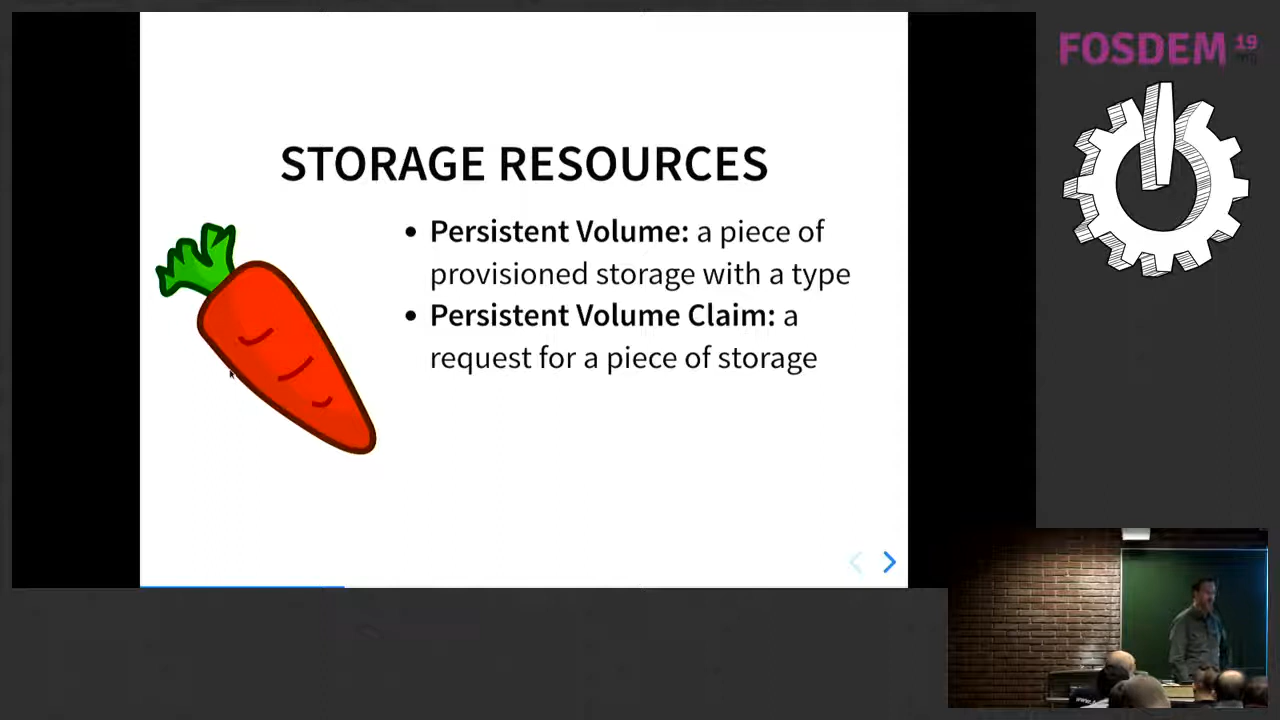 FOSDEM 19
STORAGE RESOURCES
• Persistent Volume: a piece of
provisioned storage with a type
• Persistent Volume Claim: a
request for a piece of storage